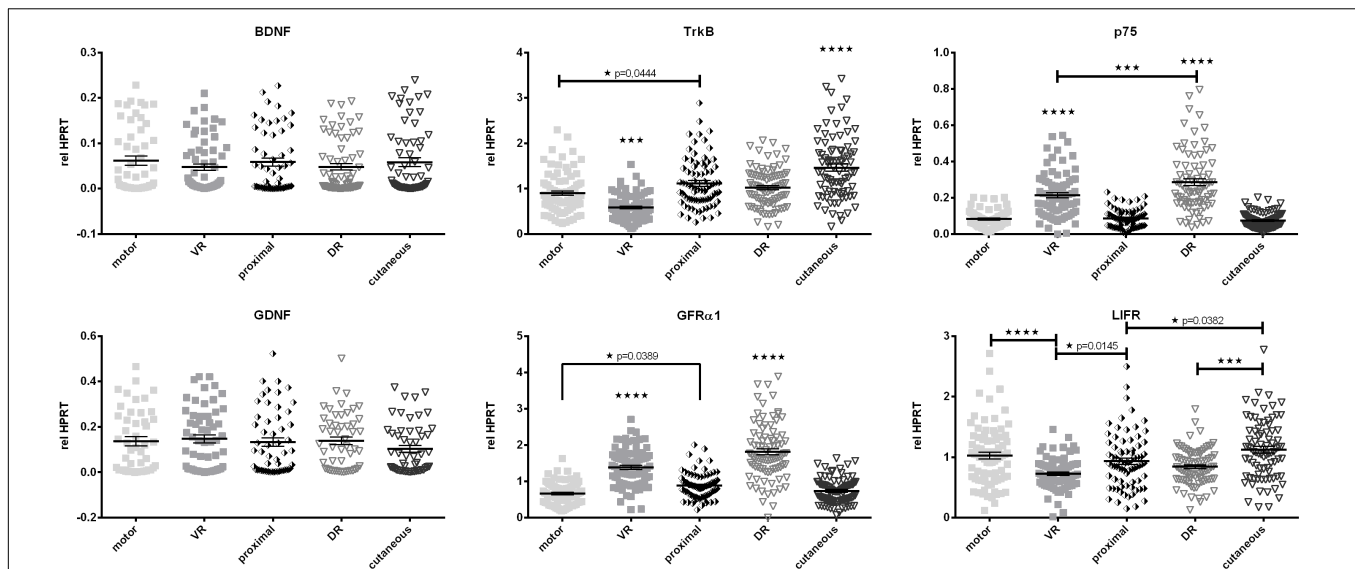 BDNF
0.3
0.2
0.1
0.0
-0.1
rel HPRT
motor
VR
proximal
DR
cutaneous
TrkB
★★★★
★ p=0,0444
★★★
4
3
2
1
0
rel HPRT
motor
VR
proximal
DR
cutaneous
p75
★★★★
★★★
★★★★
1.0
0.8
0.6
0.4
0.2
0.0
rel HPRT
motor
VR
proximal
DR
cutaneous
GDNF
0.6
0.4
0.2
0.0
-0.2
rel HPRT
motor
VR
proximal
DR
cutaneous
GFRα1
★ p=0.0389
★★★★
★★★★
5
4
3
2
1
0
rel HPRT
motor
VR
proximal
DR
cutaneous
LIFR
★ p=0.0382
★★★★
★ p=0.0145
★★★
3
2
1
0
rel HPRT
motor
VR
proximal
DR
cutaneous